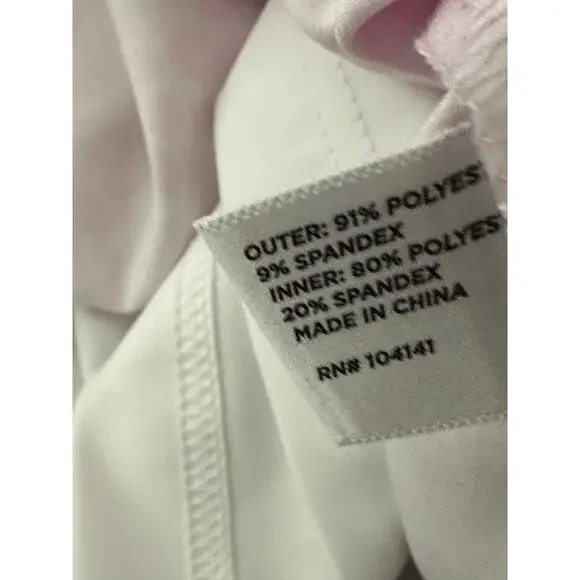 OUTER: 91% POLYES
9% SPANDEX
INNER: 80% POLYES
20% SPANDEX
MADE IN CHINA
RN# 104141